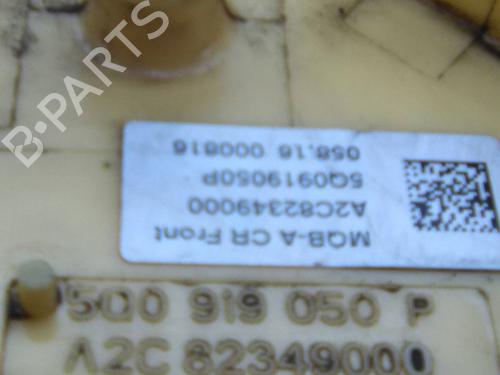 B-PARTS
MQB-A CR Front
A2C82349000
5Q0919050P
058.16 000816
5Q0 919 050 P
A2C 82349000